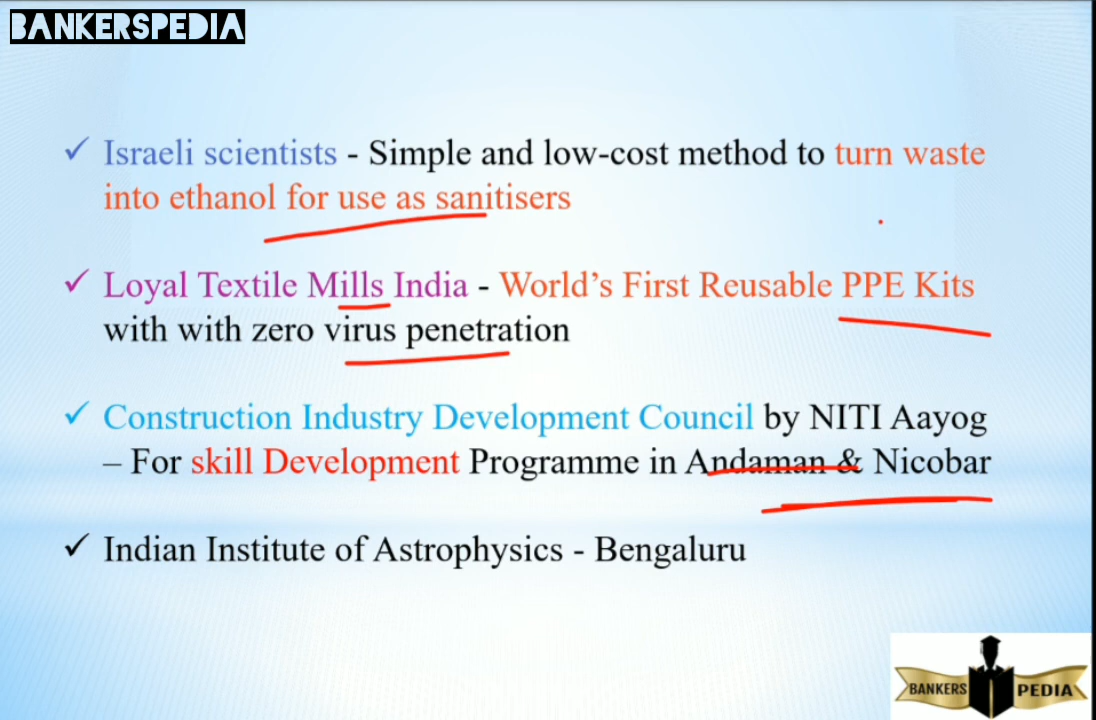 BANKERSPEDIA
✓ Israeli scientists - Simple and low-cost method to turn waste
into ethanol for use as sanitisers
✓ Loyal Textile Mills India - World's First Reusable PPE Kits
with with zero virus penetration
✓ Construction Industry Development Council by NITI Aayog
– For skill Development Programme in Andaman & Nicobar
✓ Indian Institute of Astrophysics - Bengaluru
BANKERS PEDIA